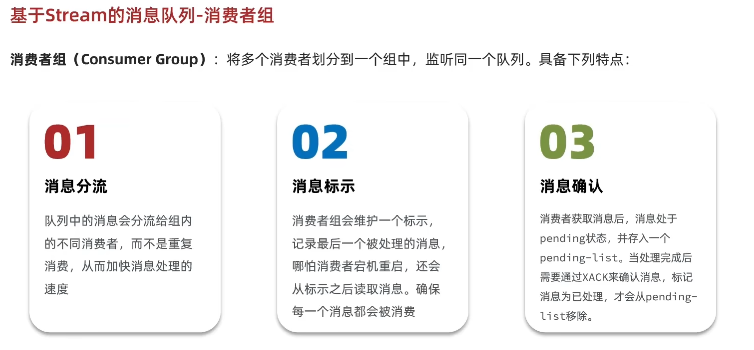 基于Stream的消息队列-消费者组
消费者组（Consumer Group）：将多个消费者划分到一个组中，监听同一个队列。具备下列特点：
01
消息分流
队列中的消息会分流给组内
的不同消费者，而不是重复
消费，从而加快消息处理的
速度
02
消息标示
消费者组会维护一个标示，
记录最后一个被处理的消息，
哪怕消费者宕机重启，还会
从标示之后读取消息。确保
每一个消息都会被消费
03
消息确认
消费者获取消息后，消息处于
pending状态，并存入一个
pending-list。当处理完成后
需要通过XACK来确认消息，标记
消息为已处理，才会从pending-
list移除。